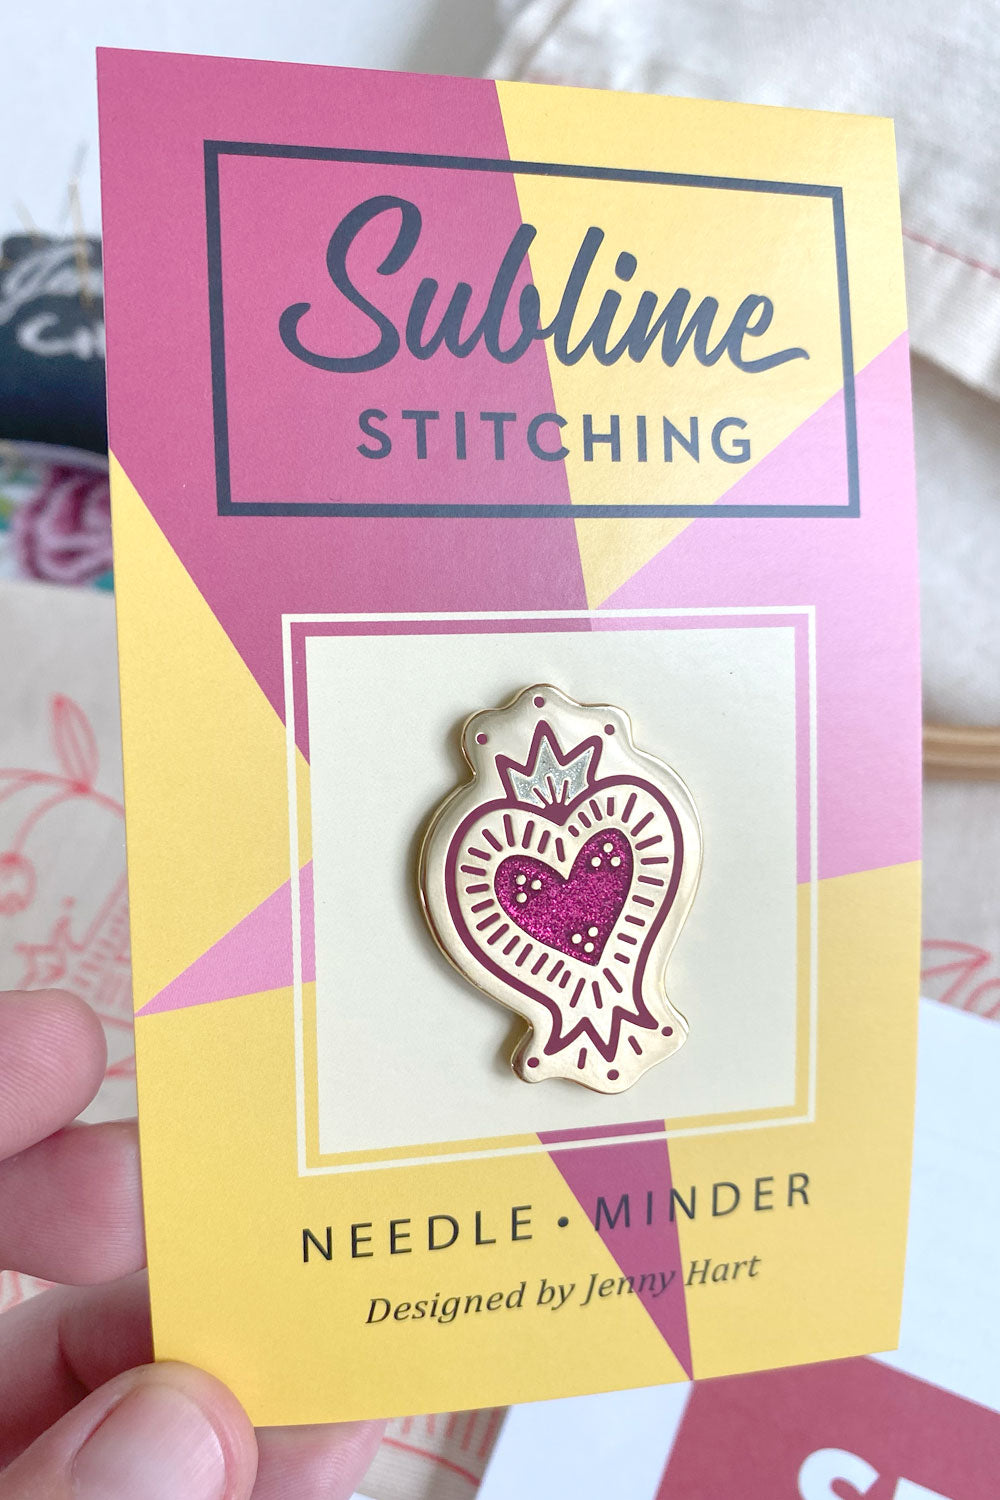 Sublime
STITCHING
NEEDLE • MINDER
Designed by Jenny Hart